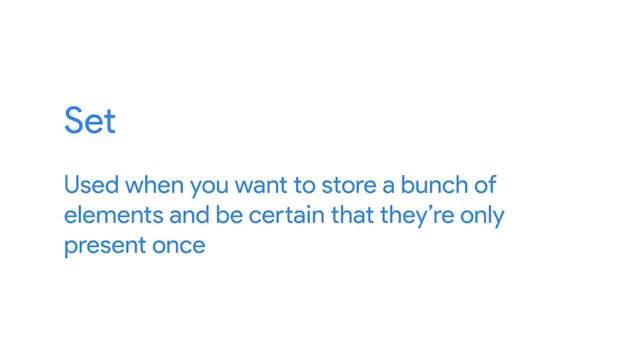 Set
Used when you want to store a bunch of
elements and be certain that they’re only
present once